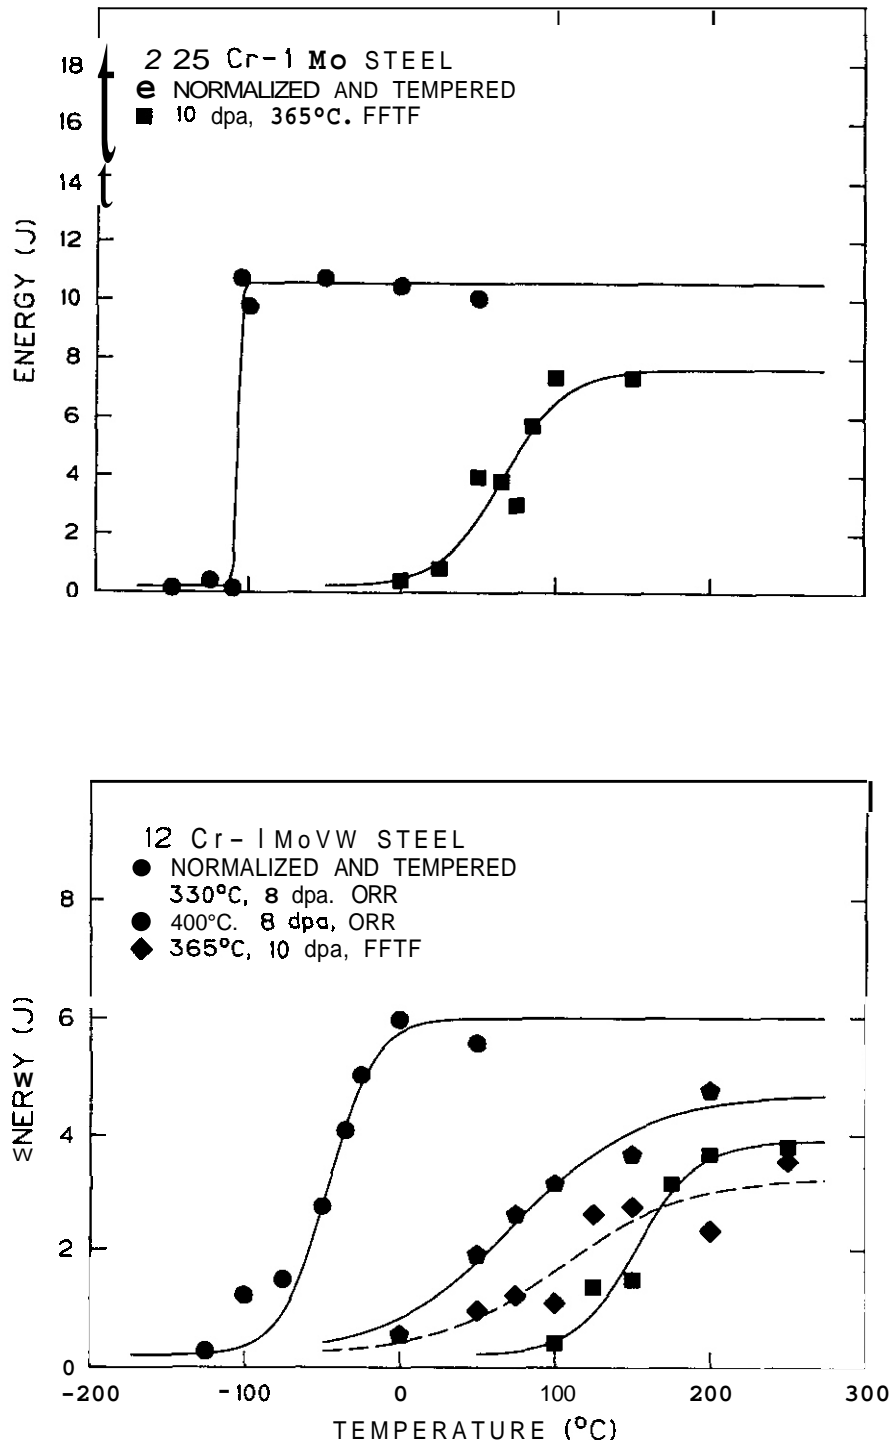 2 25 Cr-1 Mo STEEL
e NORMALIZED AND TEMPERED
10 dpa, 365°C. FFTF
18
16
14
12
10
8
6
4
2
0
ENERGY (J)
12 Cr-1MoVW STEEL
NORMALIZED AND TEMPERED
330°C, 8 dpa. ORR
400°C. 8 dpa, ORR
365°C, 10 dpa, FFTF
8
6
4
2
0
-200 -100 0 100 200 300
TEMPERATURE (°C)